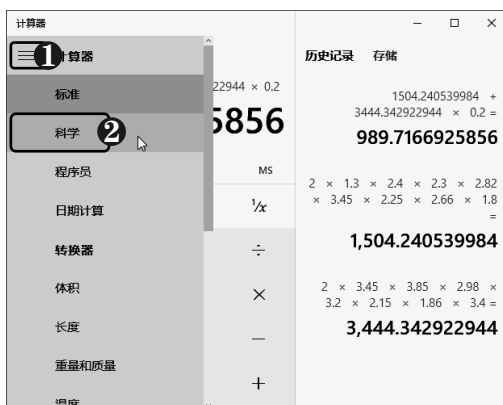 计算器
1
计算器
历史记录 存储
标准
科学
2
程序员
日期计算
转换器
体积
长度
重量和质量
温度
22944 × 0.2
5856
MS
¹/x
÷
×
—
+
1504.240539984 +
3444.342922944 × 0.2 =
989.7166925856
2 × 1.3 × 2.4 × 2.3 × 2.82
× 3.45 × 2.25 × 2.66 × 1.8
=
1,504.240539984
2 × 3.45 × 3.85 × 2.98 ×
3.2 × 2.15 × 1.86 × 3.4 =
3,444.342922944